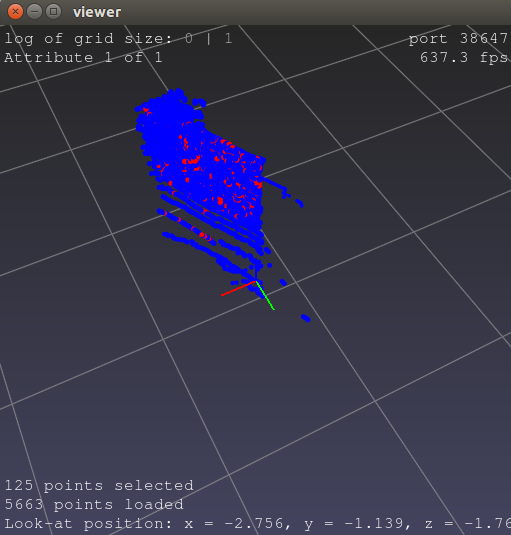 viewer
log of grid size: 0 | 1
port 38647
Attribute 1 of 1
637.3 fps
125 points selected
5663 points loaded
Look-at position: x = -2.756, y = -1.139, z = -1.76